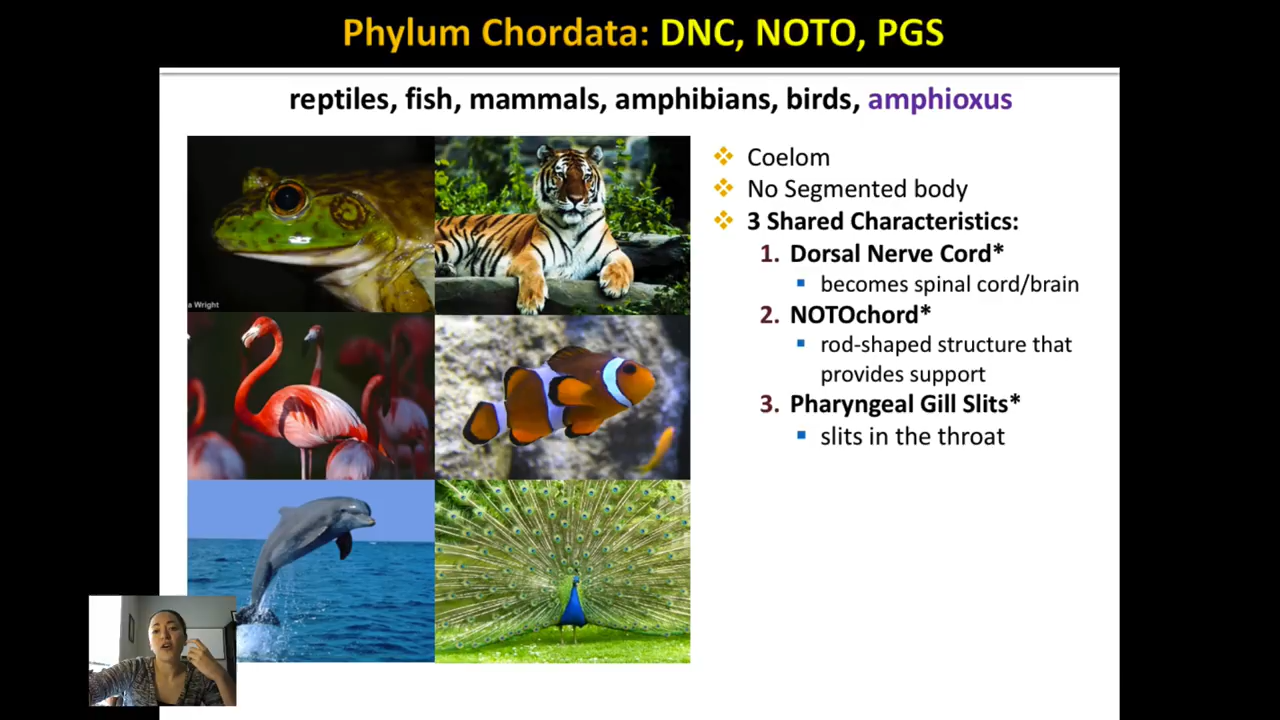 Phylum Chordata: DNC, NOTO, PGS
reptiles, fish, mammals, amphibians, birds, amphioxus
a Wright
❖ Coelom
❖ No Segmented body
❖ 3 Shared Characteristics:
1. Dorsal Nerve Cord*
▪ becomes spinal cord/brain
2. NOTOchord*
▪ rod-shaped structure that
provides support
3. Pharyngeal Gill Slits*
▪ slits in the throat